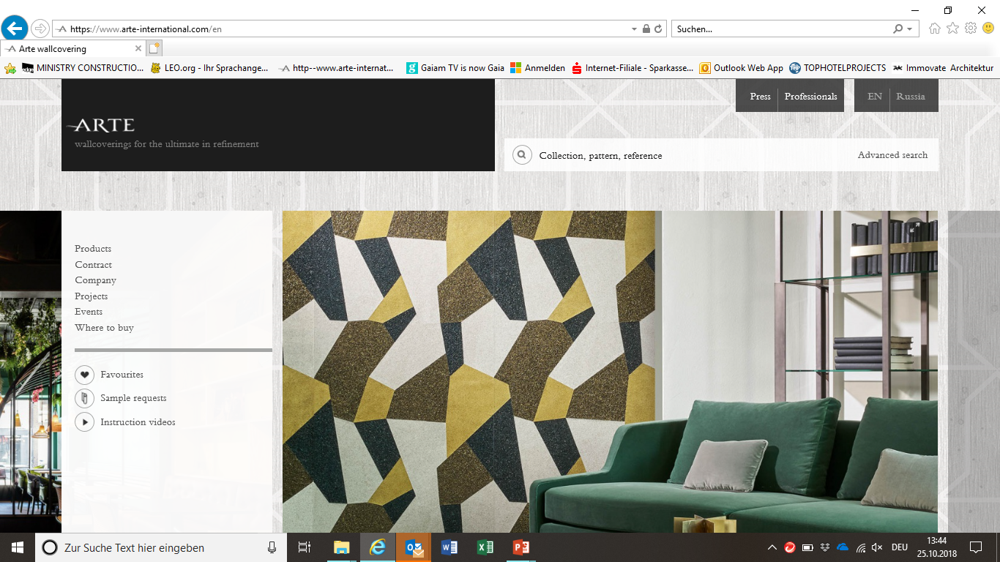 https://www.arte-international.com/en
Suchen...
Arte wallcovering
MINISTRY CONSTRUCTIO...
LEO.org - Ihr Sprachange...
http--www.arte-internat...
Gaiam TV is now Gaia
Anmelden
Internet-Filiale - Sparkasse...
Outlook Web App
TOPHOTELPROJECTS
Immovate Architektur
Press
Professionals
EN
Russia
ARTE
wallcoverings for the ultimate in refinement
Collection, pattern, reference
Advanced search
Products
Contract
Company
Projects
Events
Where to buy
Favourites
Sample requests
Instruction videos
Zur Suche Text hier eingeben
DEU
13:44
25.10.2018